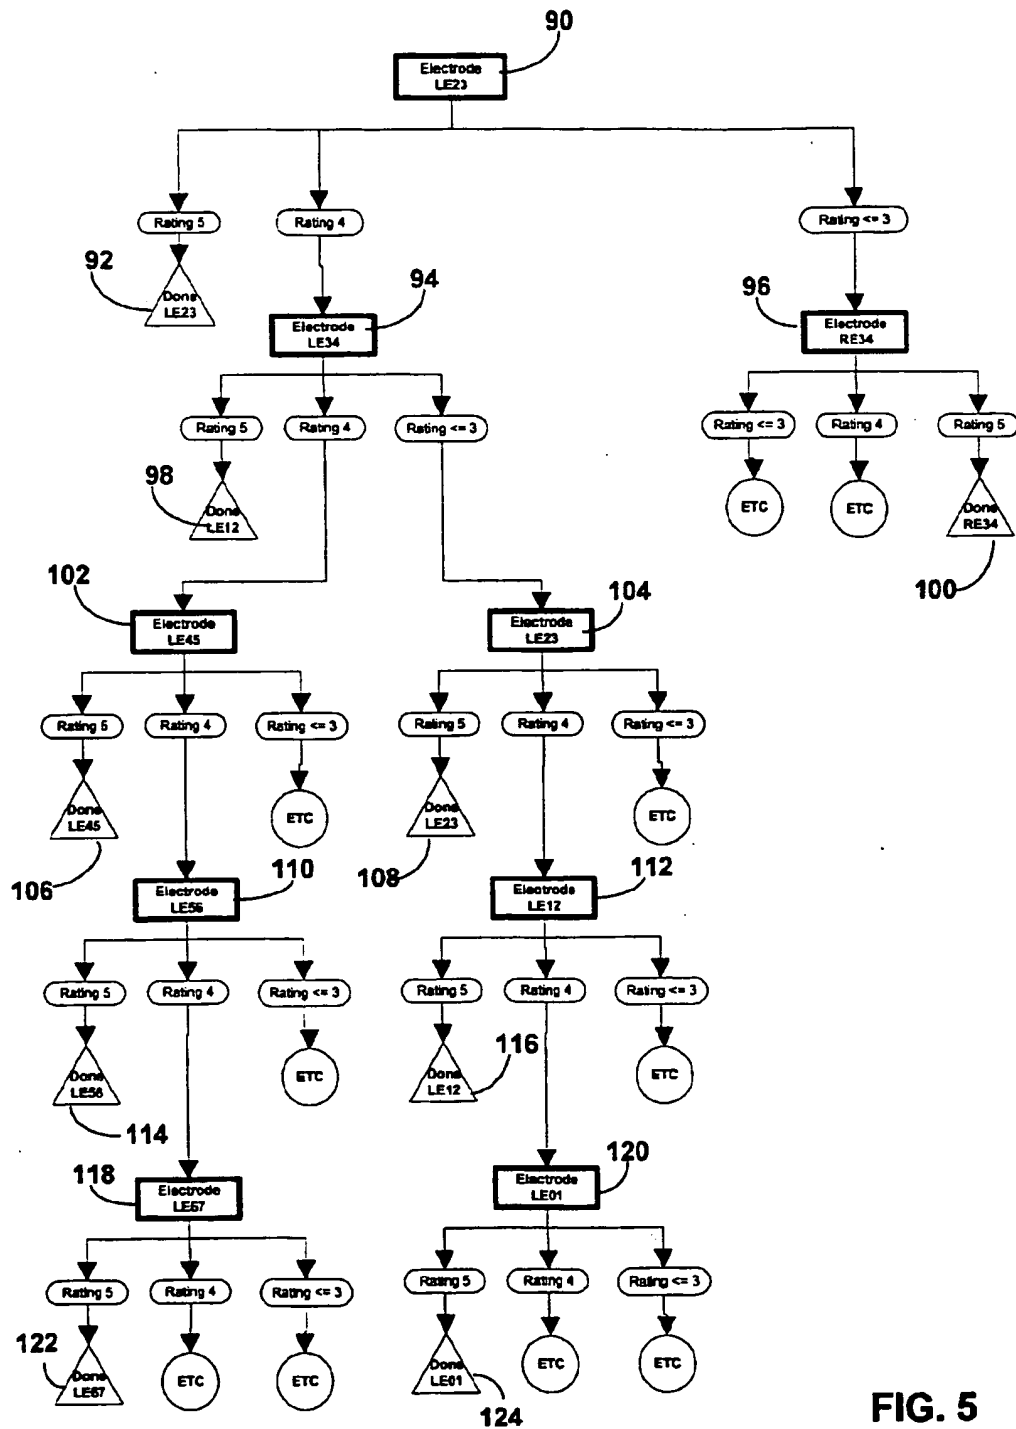 90
Electrode
LE23
Rating 5
Rating 4
Rating <= 3
92
Done
LE23
94
Electrode
LE34
96
Electrode
RE34
Rating 5
Rating 4
Rating <= 3
Rating <= 3
Rating 4
Rating 5
98
Done
LE12
ETC
ETC
Done
RE34
100
102
Electrode
LE45
104
Electrode
LE23
Rating 5
Rating 4
Rating <= 3
Rating 5
Rating 4
Rating <= 3
Done
LE45
ETC
Done
LE23
ETC
106
108
110
Electrode
LE56
112
Electrode
LE12
Rating 5
Rating 4
Rating <= 3
Rating 5
Rating 4
Rating <= 3
Done
LE56
ETC
116
Done
LE12
ETC
114
118
Electrode
LE67
120
Electrode
LE01
Rating 5
Rating 4
Rating <= 3
Rating 5
Rating 4
Rating <= 3
122
Done
LE67
ETC
ETC
Done
LE01
ETC
ETC
124
FIG. 5